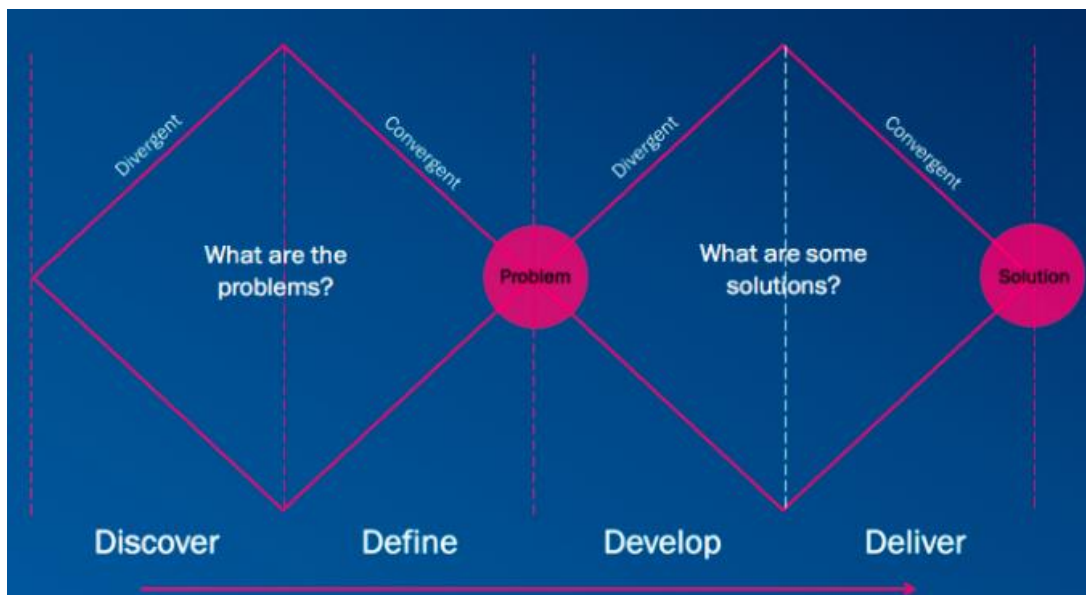 Divergent
Convergent
Divergent
Convergent
What are the
problems?
Problem
What are some
solutions?
Solution
Discover
Define
Develop
Deliver